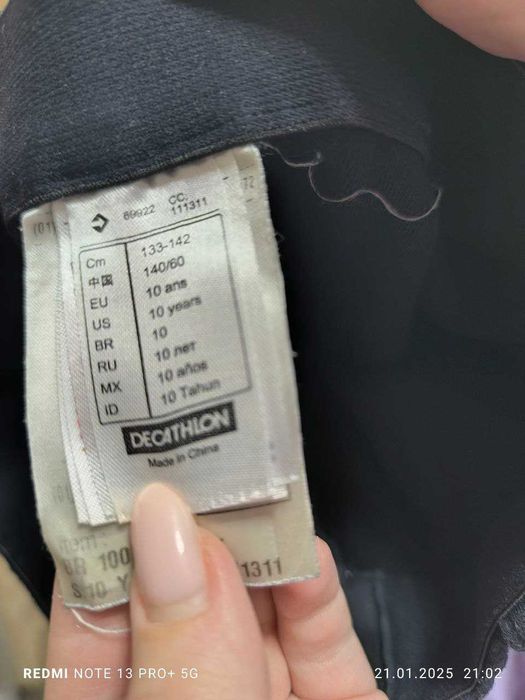 69922 CC:
111311
Cm 133-142
中国 140/60
EU 10 ans
US 10 years
BR 10
RU 10 лет
MX 10 años
ID 10 Tahun
DECATHLON
Made in China
1311
REDMI NOTE 13 PRO+ 5G 21.01.2025 21:02